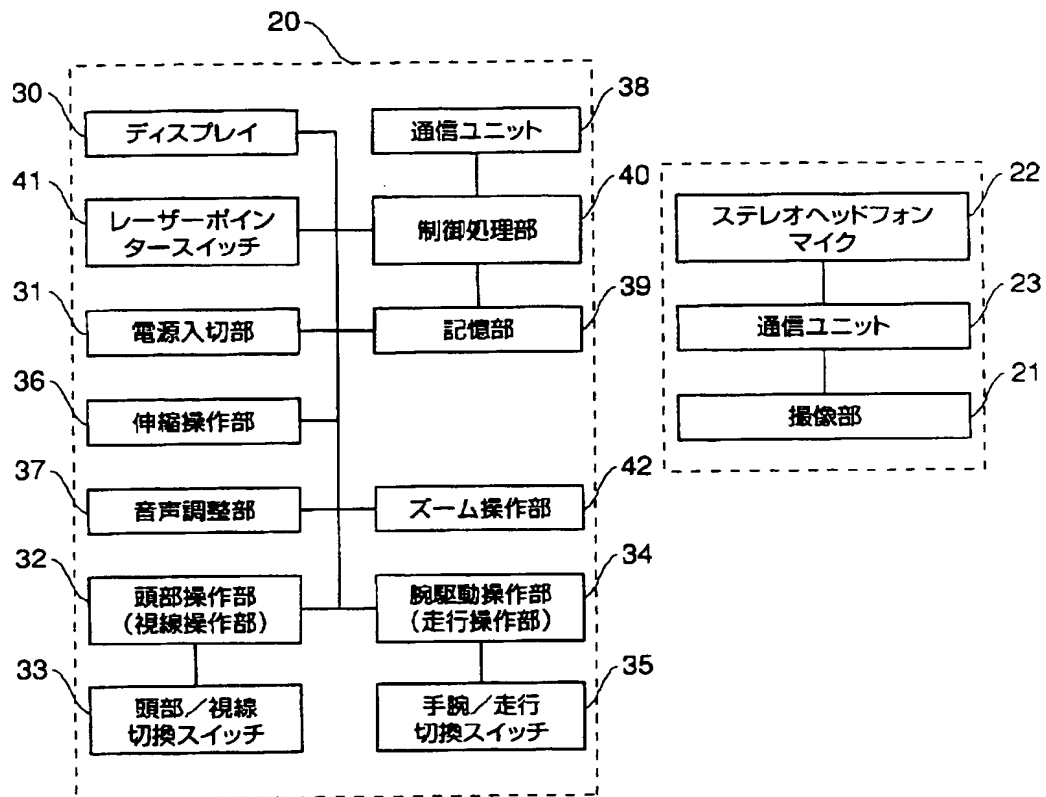 20
30
ディスプレイ
38
通信ユニット
41
レーザーポイン
タースイッチ
40
制御処理部
31
電源入切部
39
記憶部
36
伸縮操作部
37
音声調整部
42
ズーム操作部
32
頭部操作部
(視線操作部)
34
腕駆動操作部
(走行操作部)
33
頭部/視線
切換スイッチ
35
手腕/走行
切換スイッチ
22
ステレオヘッドフォン
マイク
23
通信ユニット
21
撮像部